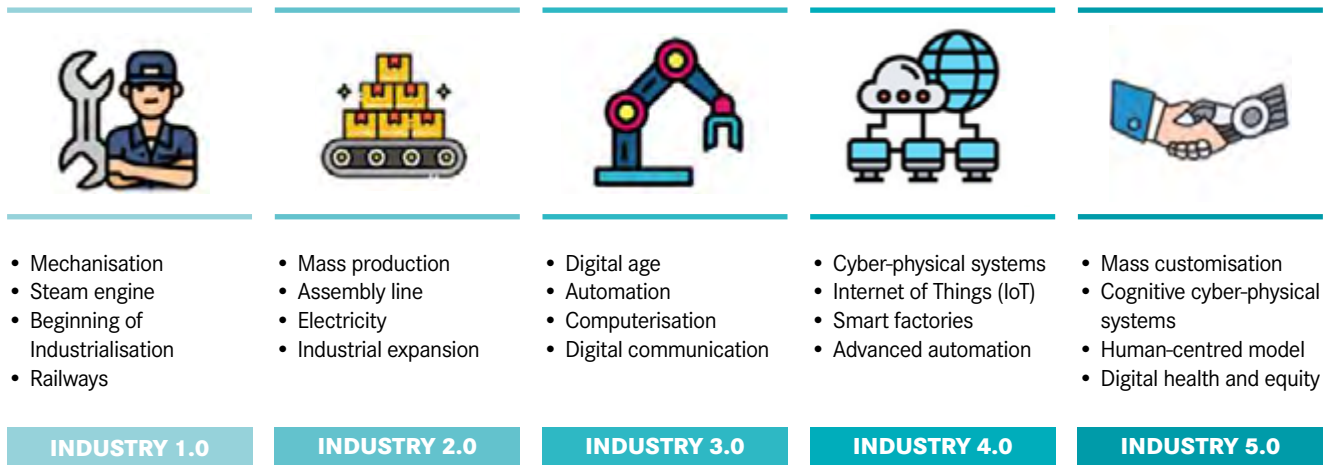 • Mechanisation
• Steam engine
• Beginning of
Industrialisation
• Railways
INDUSTRY 1.0
• Mass production
• Assembly line
• Electricity
• Industrial expansion
INDUSTRY 2.0
• Digital age
• Automation
• Computerisation
• Digital communication
INDUSTRY 3.0
• Cyber-physical systems
• Internet of Things (IoT)
• Smart factories
• Advanced automation
INDUSTRY 4.0
• Mass customisation
• Cognitive cyber-physical
systems
• Human-centred model
• Digital health and equity
INDUSTRY 5.0